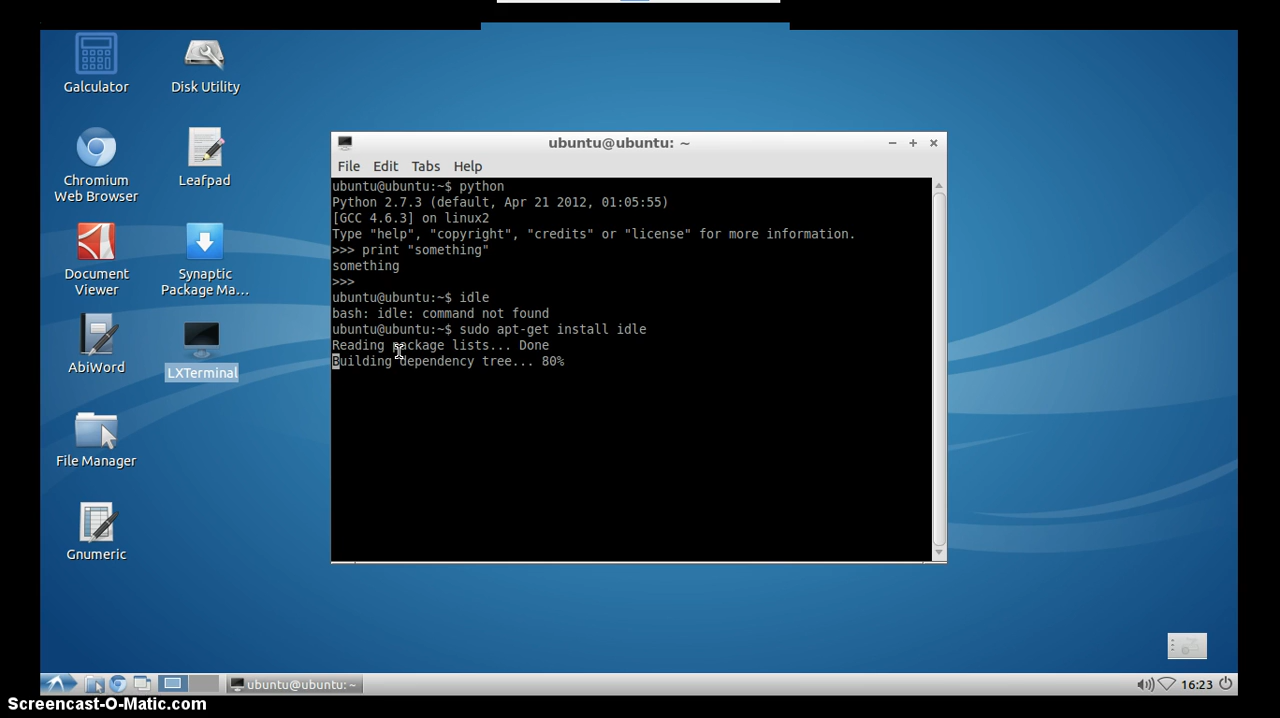 Galculator
Disk Utility
Chromium
Web Browser
Leafpad
Document
Viewer
Synaptic
Package Ma...
AbiWord
LXTerminal
File Manager
Gnumeric
ubuntu@ubuntu: ~
File Edit Tabs Help
ubuntu@ubuntu:~$ python
Python 2.7.3 (default, Apr 21 2012, 01:05:55)
[GCC 4.6.3] on linux2
Type "help", "copyright", "credits" or "license" for more information.
>>> print "something"
something
>>>
ubuntu@ubuntu:~$ idle
bash: idle: command not found
ubuntu@ubuntu:~$ sudo apt-get install idle
Reading package lists... Done
Building dependency tree... 80%
ubuntu@ubuntu: ~
16:23
Screencast-O-Matic.com